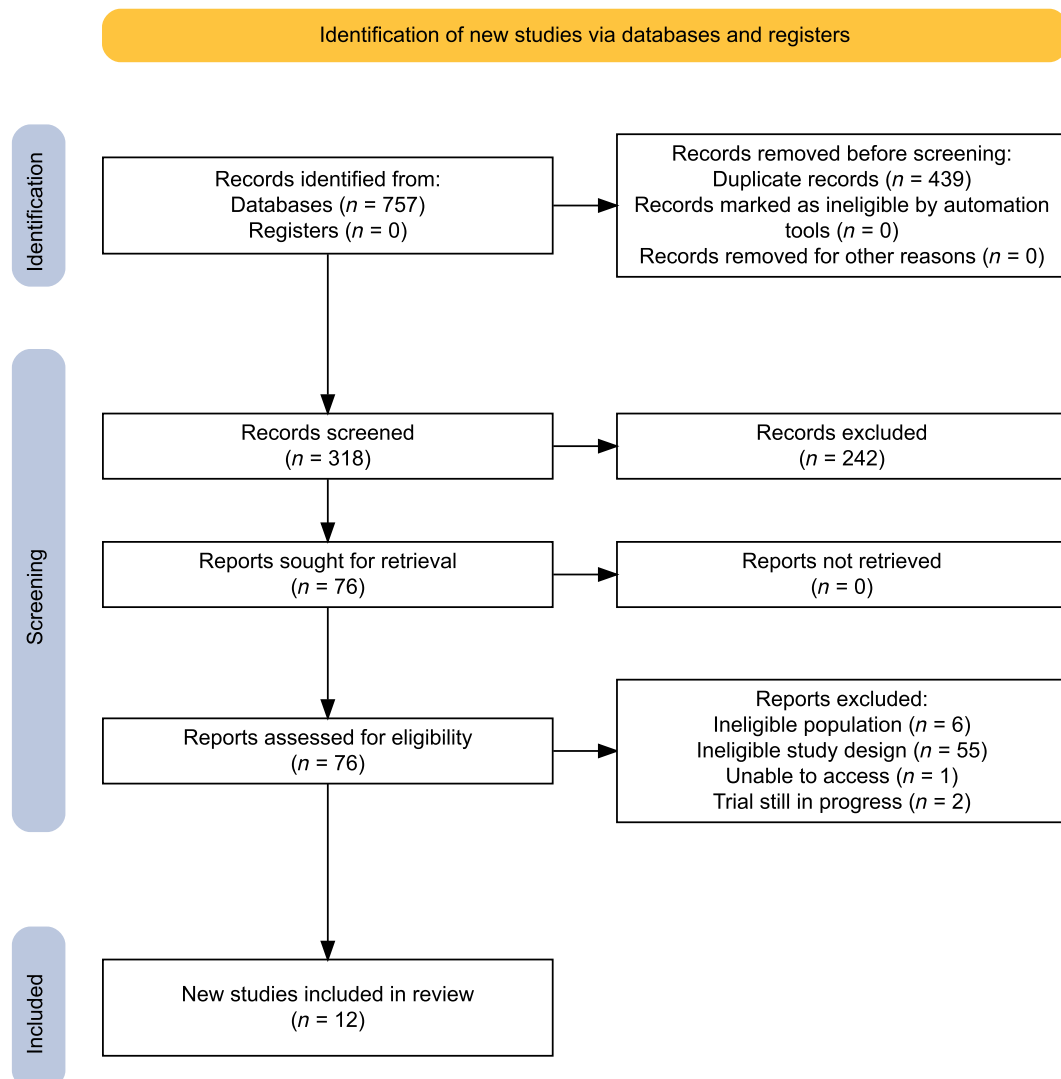 Identification of new studies via databases and registers
Identification
Records identified from:
Databases (n = 757)
Registers (n = 0)
Records removed before screening:
Duplicate records (n = 439)
Records marked as ineligible by automation
tools (n = 0)
Records removed for other reasons (n = 0)
Screening
Records screened
(n = 318)
Records excluded
(n = 242)
Reports sought for retrieval
(n = 76)
Reports not retrieved
(n = 0)
Reports assessed for eligibility
(n = 76)
Reports excluded:
Ineligible population (n = 6)
Ineligible study design (n = 55)
Unable to access (n = 1)
Trial still in progress (n = 2)
Included
New studies included in review
(n = 12)